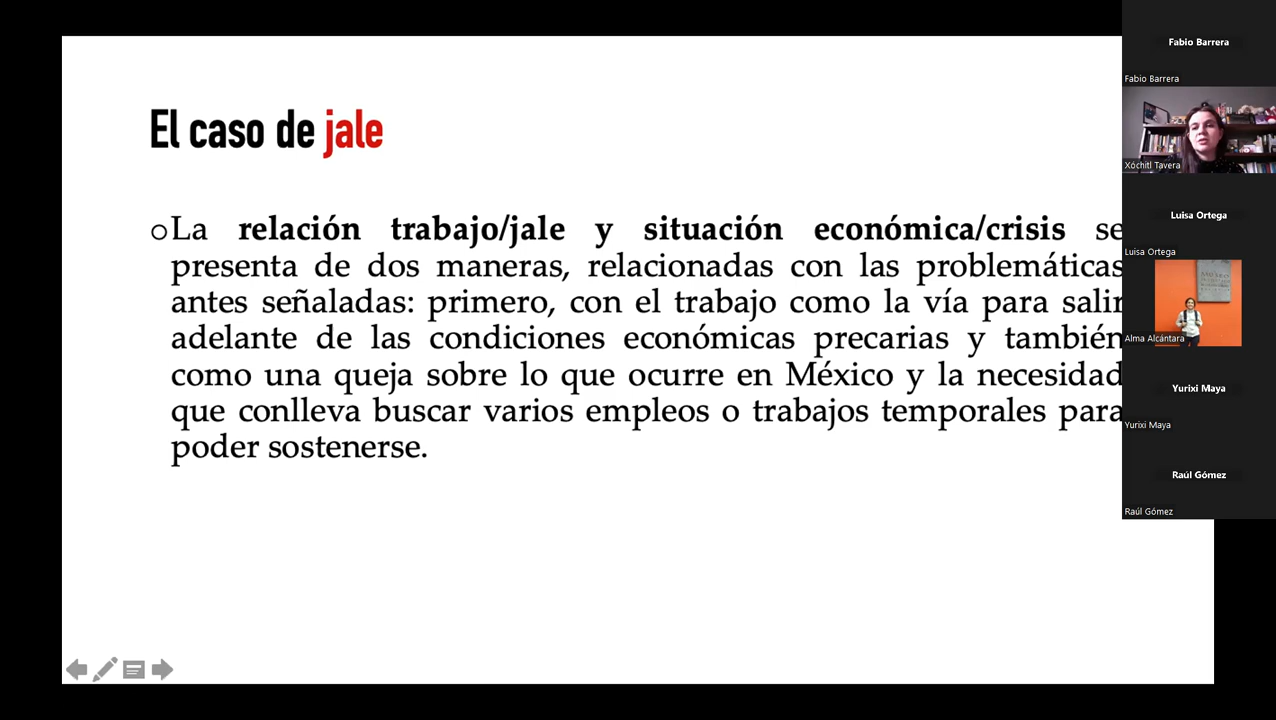 El caso de jale
La relación trabajo/jale y situación económica/crisis se
presenta de dos maneras, relacionadas con las problemáticas
antes señaladas: primero, con el trabajo como la vía para salir
adelante de las condiciones económicas precarias y también
como una queja sobre lo que ocurre en México y la necesidad
que conlleva buscar varios empleos o trabajos temporales para
poder sostenerse.
Fabio Barrera
Fabio Barrera
Xóchitl Tavera
Luisa Ortega
Luisa Ortega
Alma Alcántara
Yurixi Maya
Yurixi Maya
Raúl Gómez
Raúl Gómez